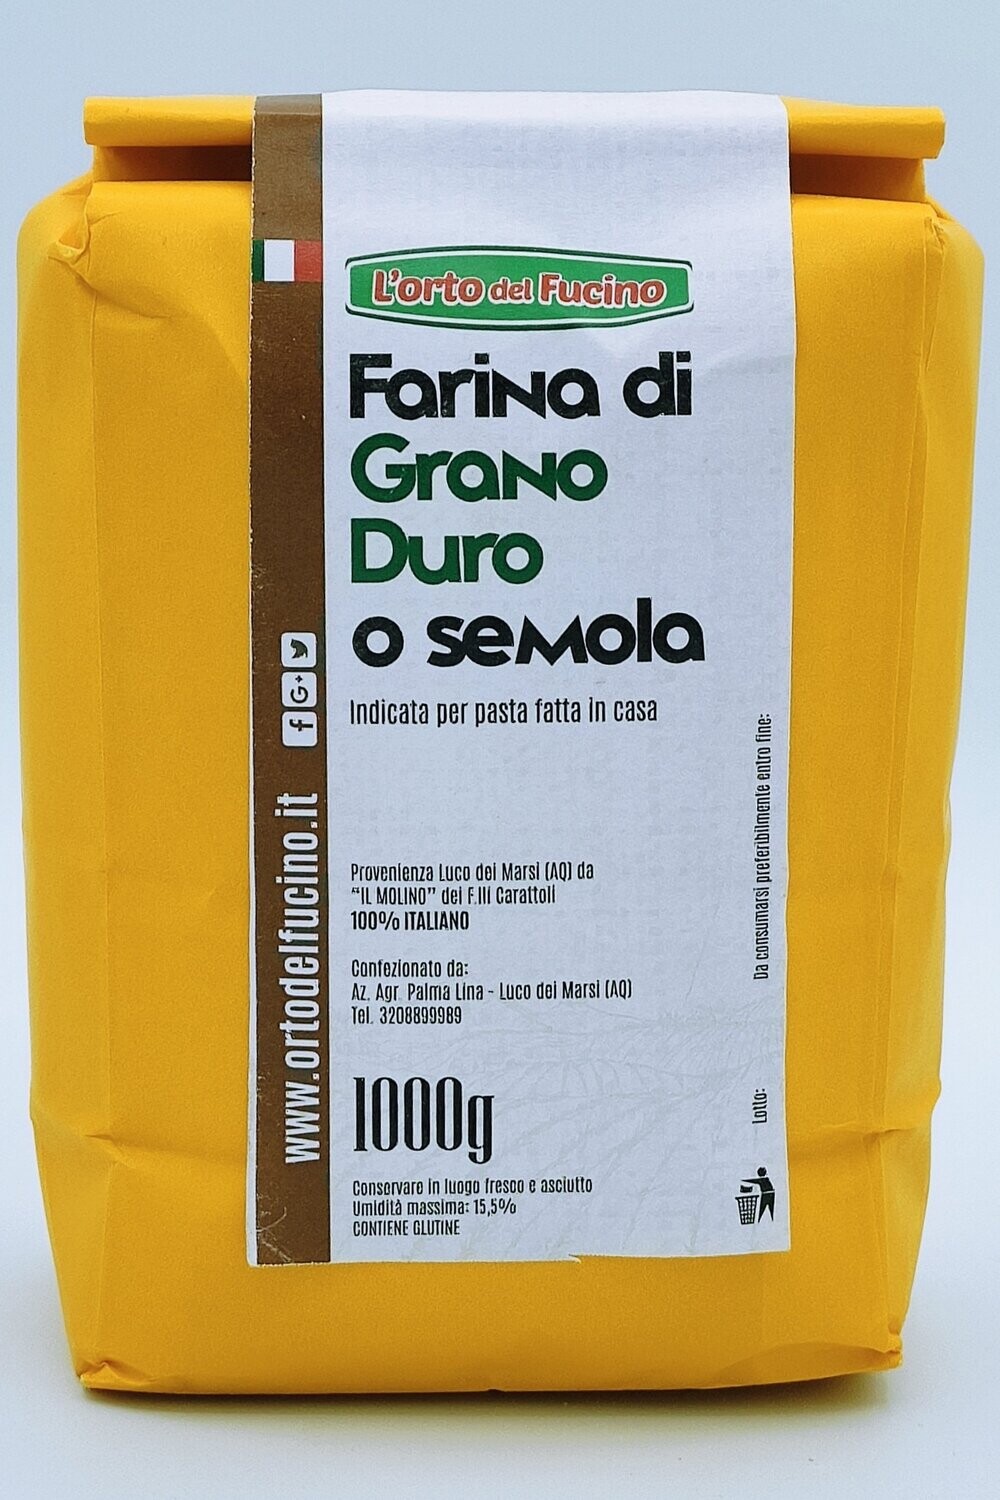 L'orto del Fucino
Farina di
Grano
Duro
o semola
Indicata per pasta fatta in casa
Provenienza Luco dei Marsi (AQ) da
“IL MOLINO” dei F.lli Carattoli
100% ITALIANO
Confezionato da:
Az. Agr. Palma Lina - Luco dei Marsi (AQ)
Tel. 3208899989
1000g
Conservare in luogo fresco e asciutto
Umidità massima: 15,5%
CONTIENE GLUTINE
www.ortodelfucino.it
f G+
Da consumarsi preferibilmente entro fine:
Lotto: